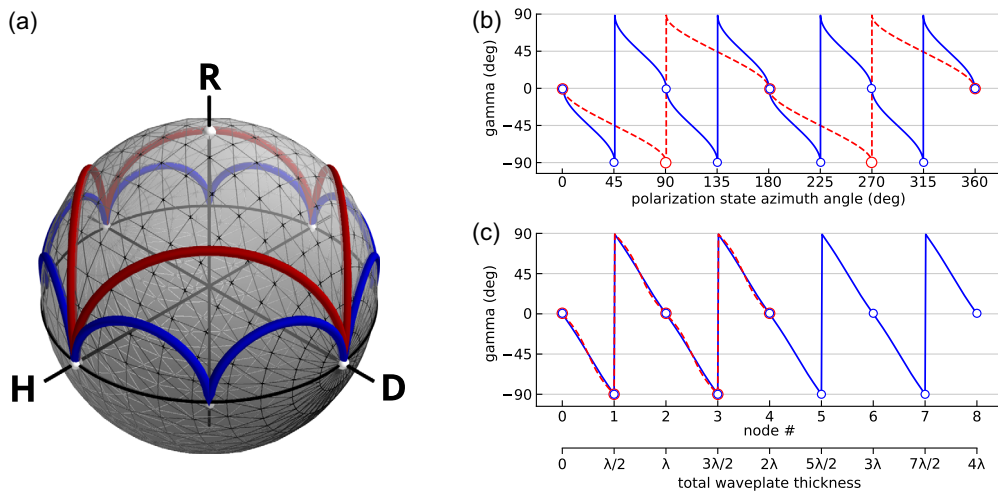 (a)
R
H
D
(b)
gamma (deg)
90
45
0
−45
−90
0 45 90 135 180 225 270 315 360
polarization state azimuth angle (deg)
(c)
gamma (deg)
90
45
0
−45
−90
0 1 2 3 4 5 6 7 8
node #
0 λ/2 λ 3λ/2 2λ 5λ/2 3λ 7λ/2 4λ
total waveplate thickness